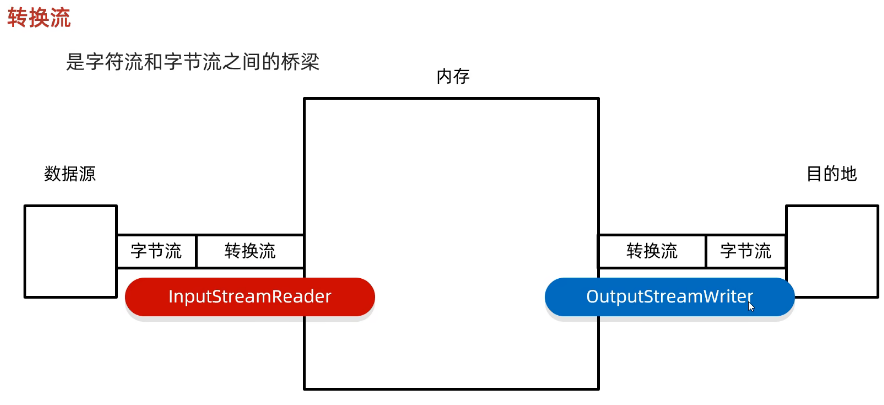 转换流
是字符流和字节流之间的桥梁
内存
数据源
目的地
字节流
转换流
转换流
字节流
InputStreamReader
OutputStreamWriter